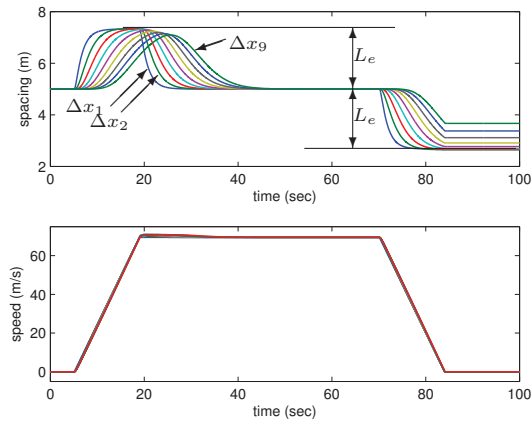 8
6
4
2
spacing (m)
Δx₁
Δx₂
Δx₉
Lₑ
Lₑ
0 20 40 60 80 100
time (sec)
60
40
20
0
speed (m/s)
0 20 40 60 80 100
time (sec)